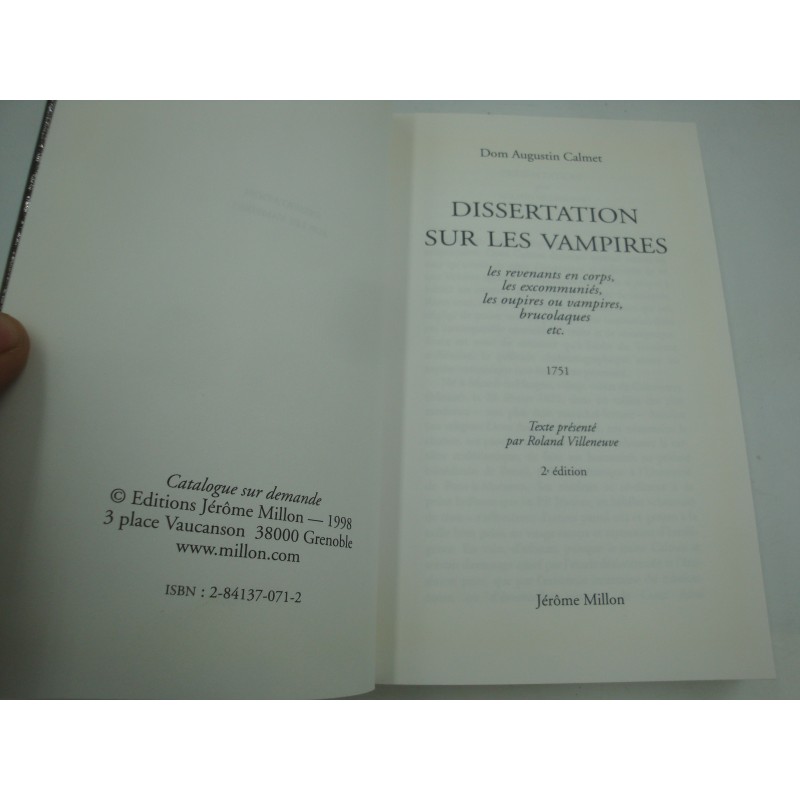 Catalogue sur demande
© Editions Jérôme Millon — 1998
3 place Vaucanson 38000 Grenoble
www.millon.com
ISBN : 2-84137-071-2
Dom Augustin Calmet
DISSERTATION
SUR LES VAMPIRES
les revenants en corps,
les excommuniés,
les oupires ou vampires,
brucolaques
etc.
1751
Texte présenté
par Roland Villeneuve
2e édition
Jérôme Millon